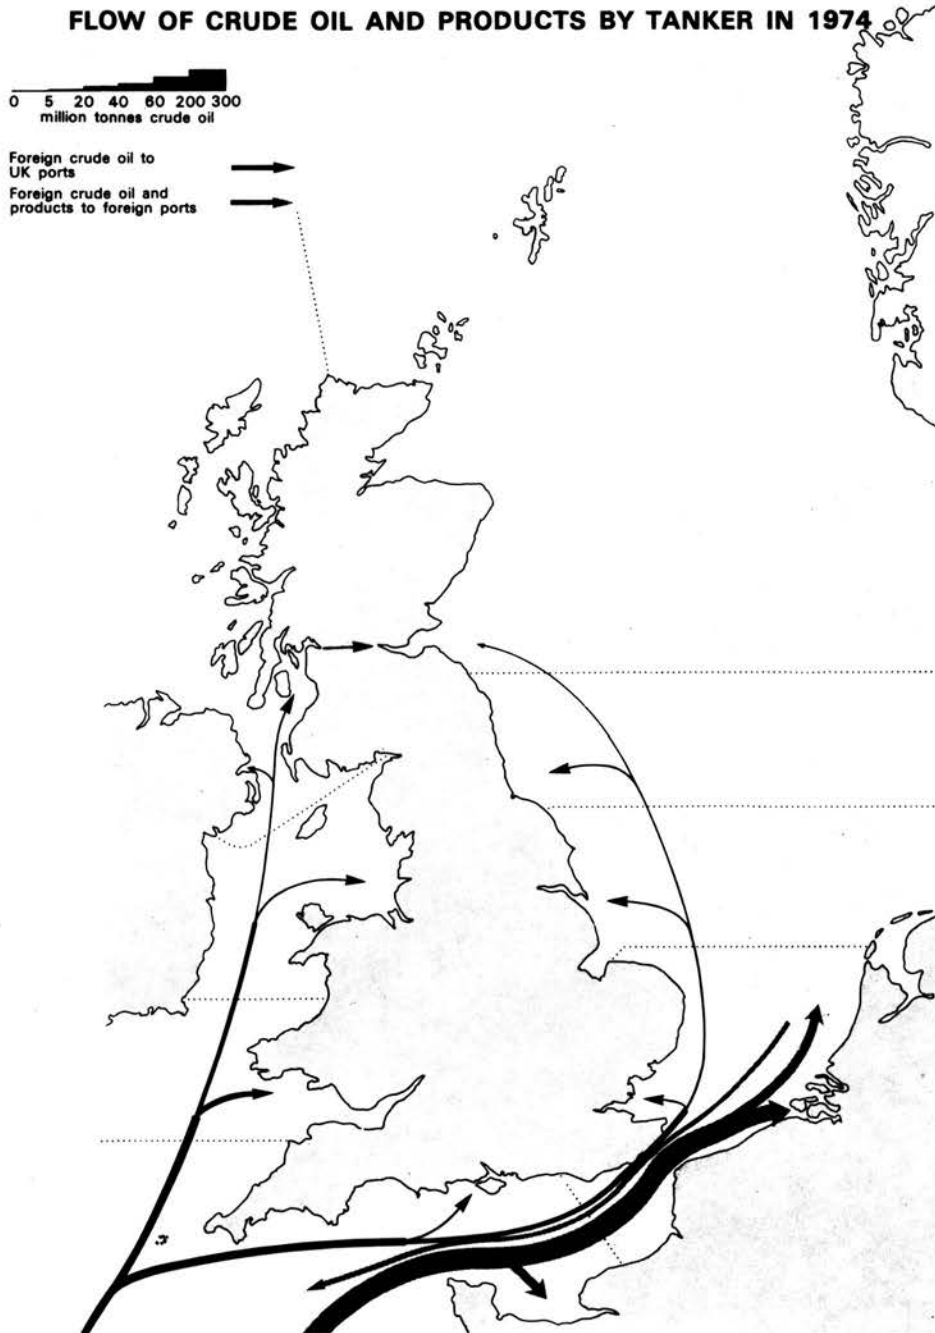 FLOW OF CRUDE OIL AND PRODUCTS BY TANKER IN 1974
0 5 20 40 60 200 300
million tonnes crude oil
Foreign crude oil to
UK ports
Foreign crude oil and
products to foreign ports